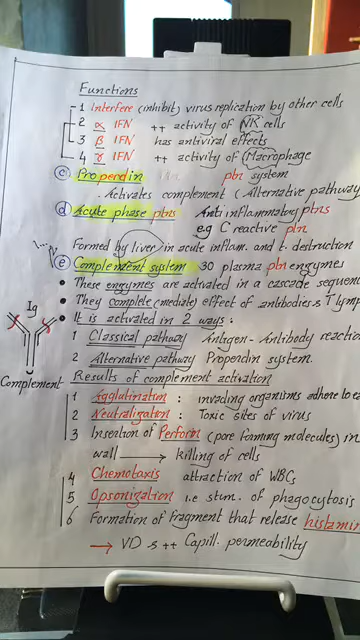 Functions
1 Interfere (inhibit) virus replication by other cells
2 α IFN ++ activity of NK cells
3 β IFN has antiviral effects
4 γ IFN ++ activity of Macrophage
c) Properdin ptn system
Activates complement (Alternative pathway
d) Acute phase ptns Anti inflammatory ptns
eg C reactive ptn
Formed by liver in acute inflam. and t. destruction
e) Complement system 30 plasma ptn enzymes
• These enzymes are activated in a cascade sequen
• They complete (mediate) effect of antibodies & T lymp
• It is activated in 2 ways:
Ig
1 Classical pathway Antigen-Antibody reactio
2 Alternative pathway Properdin system.
Complement
Results of complement activation
1 Agglutination : invading organisms adhere to ea
2 Neutralization : Toxic sites of virus
3 Insertion of Perforin (pore forming molecules) in
wall → killing of cells
4 Chemotaxis attraction of WBCs
5 Opsonization i.e stim. of phagocytosis
6 Formation of fragment that release histamin
→ VD & ++ Capill. permeability